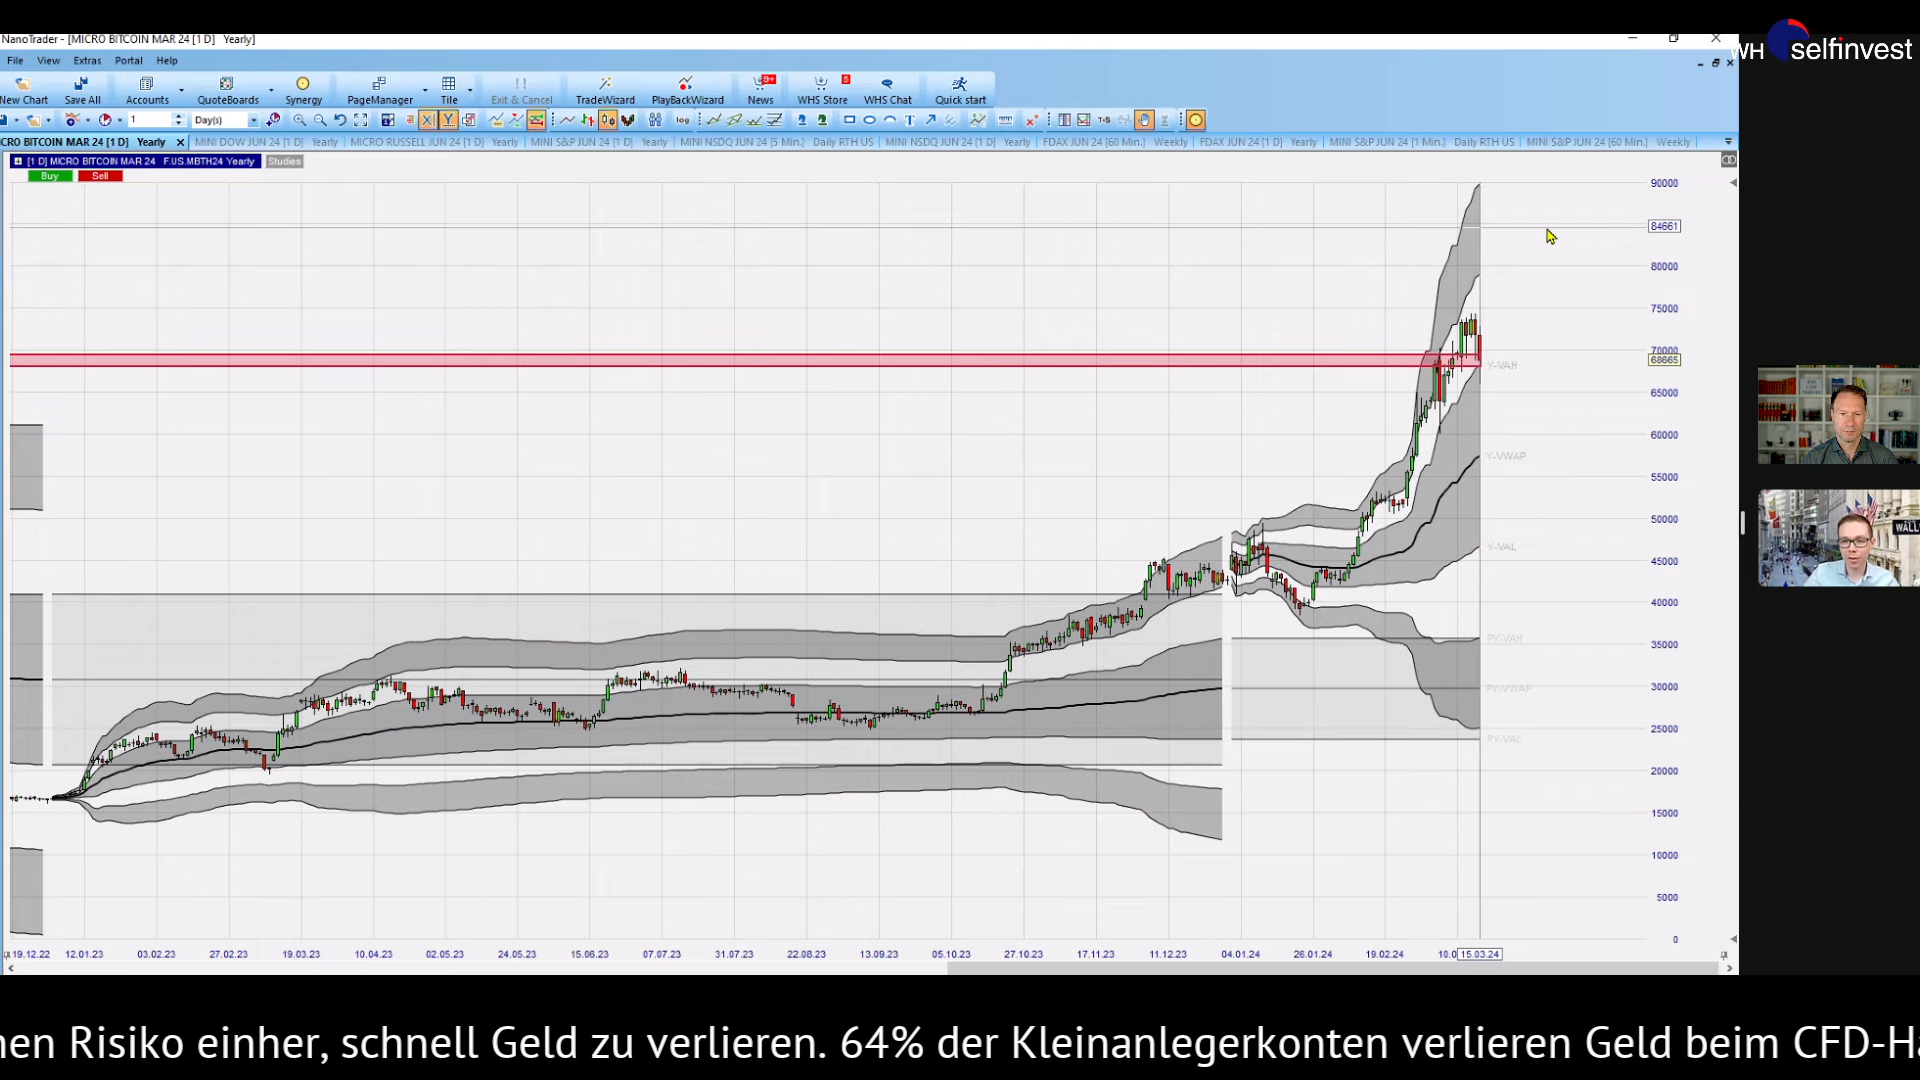 NanoTrader - [MICRO BITCOIN MAR 24 [1 D] Yearly]
WH selfinvest
File View Extras Portal Help
New Chart Save All Accounts QuoteBoards Synergy PageManager Tile Exit & Cancel TradeWizard PlayBackWizard 9+ News 5 WHS Store WHS Chat Quick start
1 Day(s) log T-S
CRO BITCOIN MAR 24 [1 D] Yearly MINI DOW JUN 24 [1 D] Yearly MICRO RUSSELL JUN 24 [1 D] Yearly MINI S&P JUN 24 [1 D] Yearly MINI NSDQ JUN 24 [5 Min.] Daily RTH US MINI NSDQ JUN 24 [1 D] Yearly FDAX JUN 24 [60 Min.] Weekly FDAX JUN 24 [1 D] Yearly MINI S&P JUN 24 [1 Min.] Daily RTH US MINI S&P JUN 24 [60 Min.] Weekly
[1 D] MICRO BITCOIN MAR 24 F.US.MBTH24 Yearly Studies
Buy Sell
90000
84661
80000
75000
70000
68665
Y-VAH
65000
60000
Y-VWAP
55000
50000
Y-VAL
45000
40000
PY-VAH
35000
PY-VWAP
30000
25000
PY-VAL
20000
15000
10000
5000
0
19.12.22 12.01.23 03.02.23 27.02.23 19.03.23 10.04.23 02.05.23 24.05.23 15.06.23 07.07.23 31.07.23 22.08.23 13.09.23 05.10.23 27.10.23 17.11.23 11.12.23 04.01.24 26.01.24 19.02.24 10.0 15.03.24
WALL
nen Risiko einher, schnell Geld zu verlieren. 64% der Kleinanlegerkonten verlieren Geld beim CFD-Ha